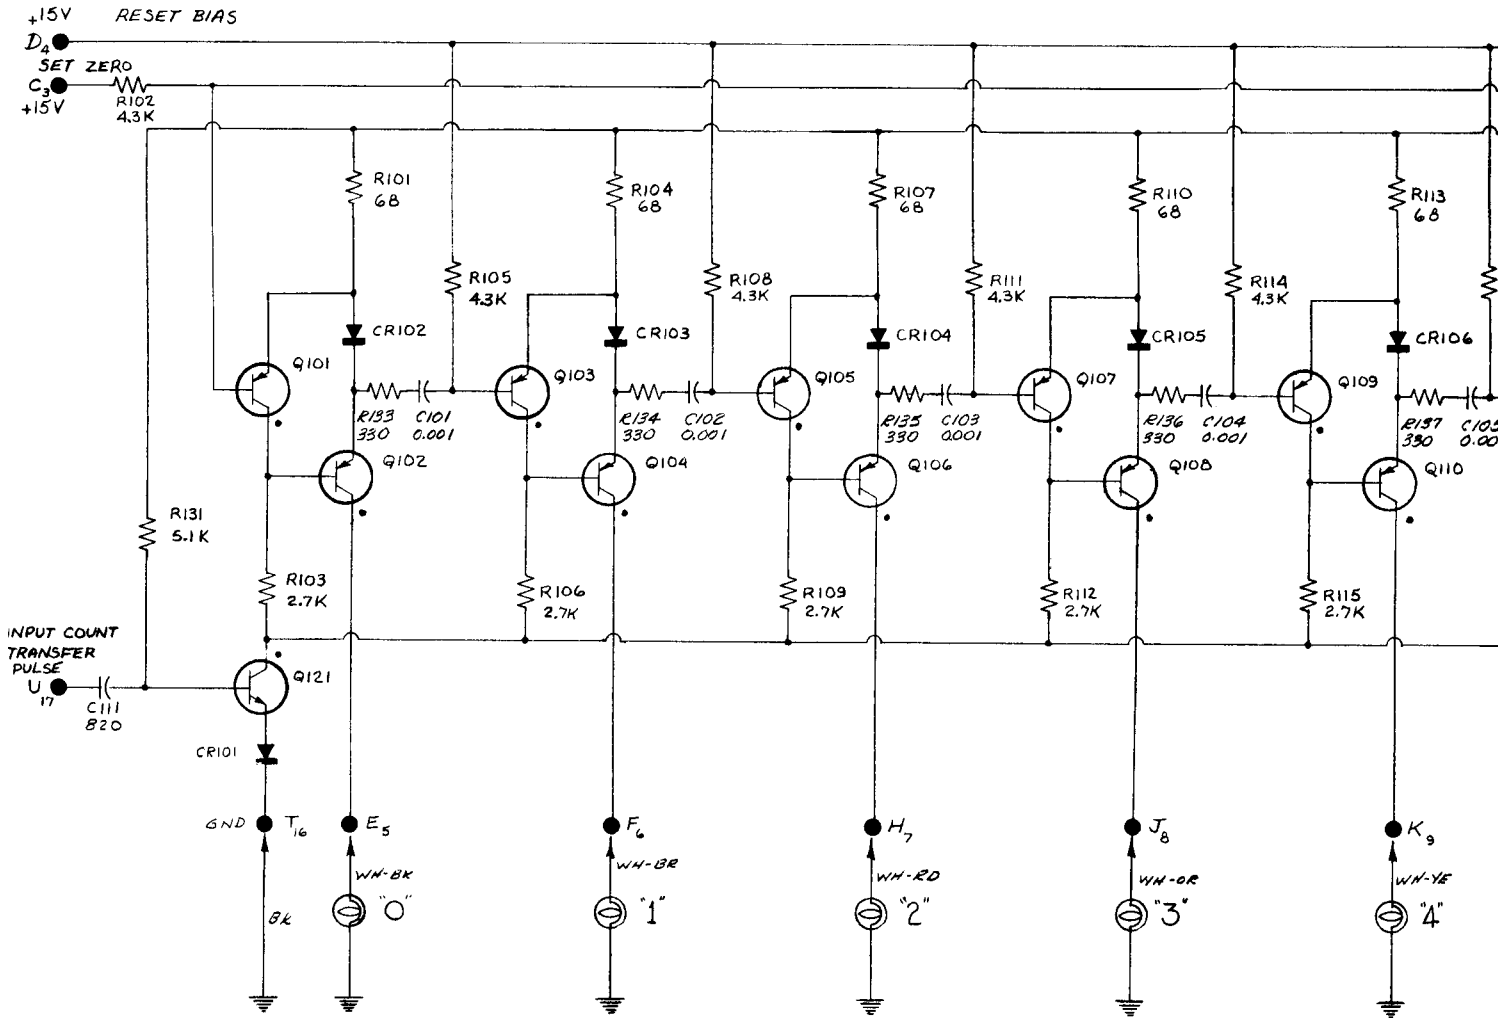 +15V RESET BIAS
D4
SET ZERO
C3
+15V
R102
4.3K
R101
68
R104
68
R107
68
R110
68
R113
68
R105
4.3K
R108
4.3K
R111
4.3K
R114
4.3K
CR102
CR103
CR104
CR105
CR106
Q101
Q103
Q105
Q107
Q109
R133
330
C101
0.001
R134
330
C102
0.001
R135
330
C103
0.001
R136
330
C104
0.001
R137
330
C105
0.00
Q102
Q104
Q106
Q108
Q110
R131
5.1K
R103
2.7K
R106
2.7K
R109
2.7K
R112
2.7K
R115
2.7K
INPUT COUNT
TRANSFER
PULSE
U17
C111
820
Q121
CR101
GND T16
E5
F6
H7
J8
K9
WH-BK
WH-BR
WH-RD
WH-OR
WH-YE
BK
"0"
"1"
"2"
"3"
"4"